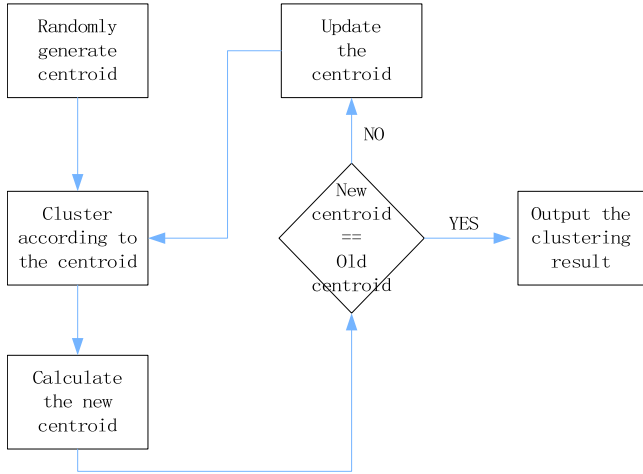 Randomly
generate
centroid
Cluster
according to
the centroid
Calculate
the new
centroid
New
centroid
==
Old
centroid
NO
Update
the
centroid
YES
Output the
clustering
result